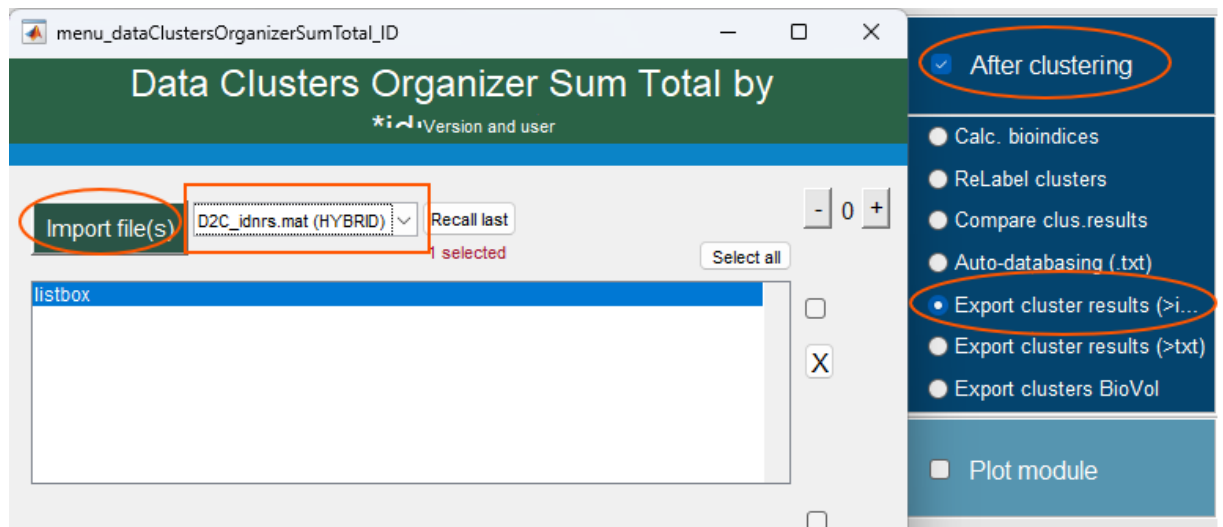 menu_dataClustersOrganizerSumTotal_ID
Data Clusters Organizer Sum Total by
Version and user
Import file(s)
D2C_idnrs.mat (HYBRID)
Recall last
1 selected
Select all
- 0 +
listbox
X
After clustering
Calc. bioindices
ReLabel clusters
Compare clus.results
Auto-databasing (.txt)
Export cluster results (>i...
Export cluster results (>txt)
Export clusters BioVol
Plot module